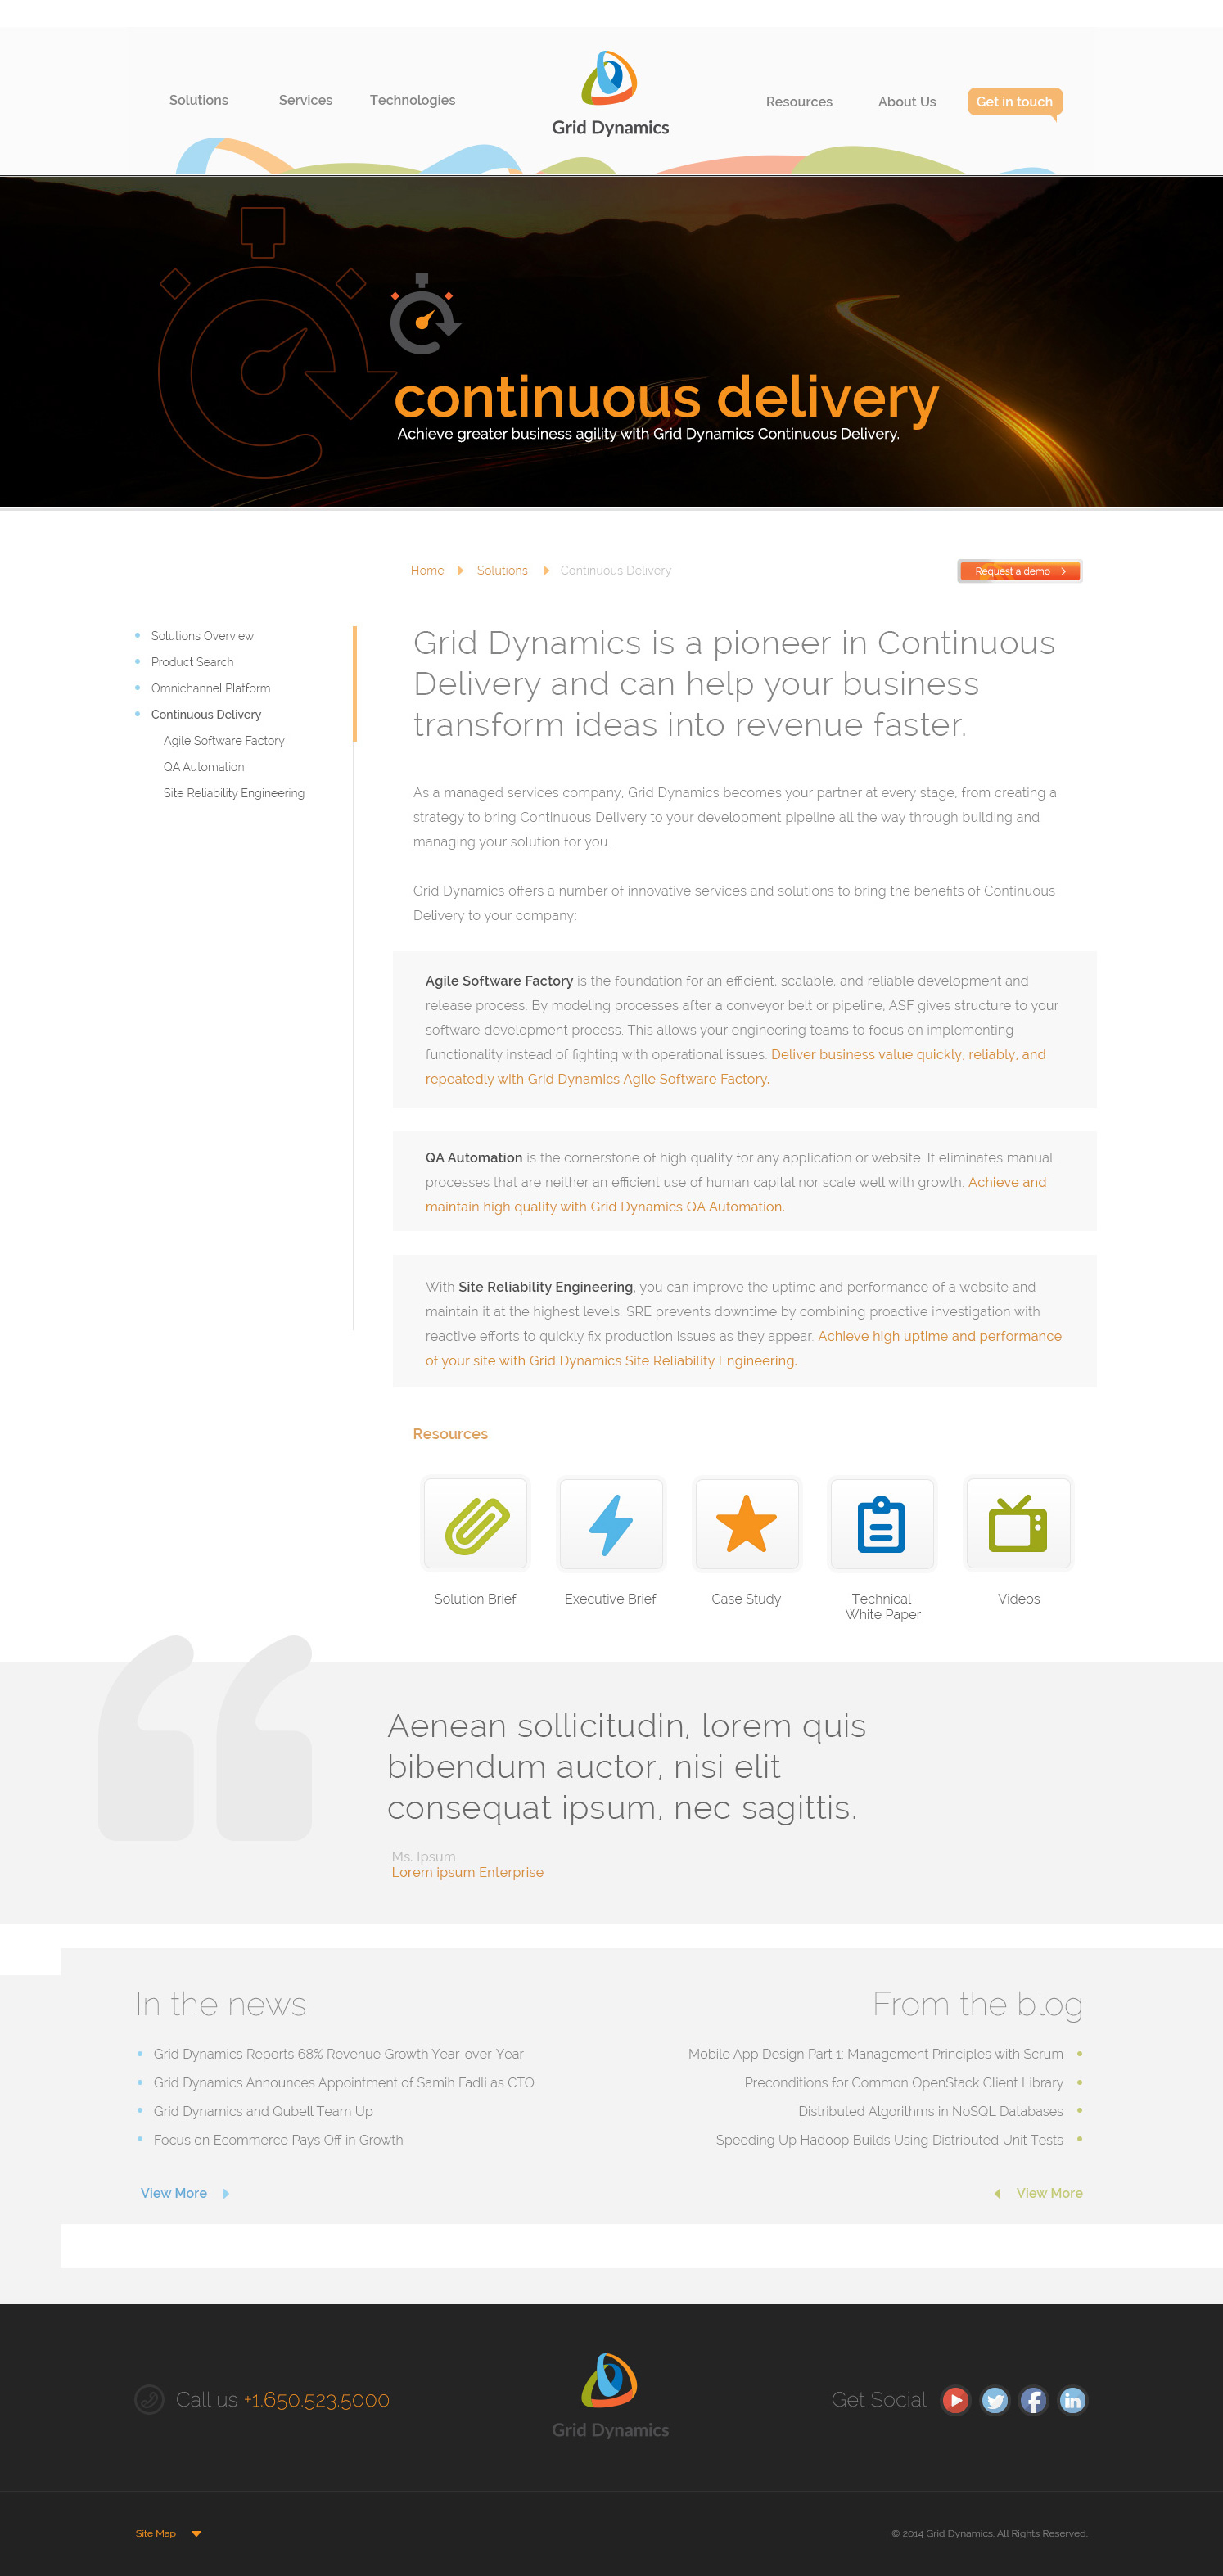 Solutions
Services
Technologies
Grid Dynamics
Resources
About Us
Get in touch
continuous delivery
Achieve greater business agility with Grid Dynamics Continuous Delivery.
Home
Solutions
Continuous Delivery
Request a demo
Solutions Overview
Product Search
Omnichannel Platform
Continuous Delivery
Agile Software Factory
QA Automation
Site Reliability Engineering
Grid Dynamics is a pioneer in Continuous
Delivery and can help your business
transform ideas into revenue faster.
As a managed services company, Grid Dynamics becomes your partner at every stage, from creating a
strategy to bring Continuous Delivery to your development pipeline all the way through building and
managing your solution for you.
Grid Dynamics offers a number of innovative services and solutions to bring the benefits of Continuous
Delivery to your company:
Agile Software Factory is the foundation for an efficient, scalable, and reliable development and
release process. By modeling processes after a conveyor belt or pipeline, ASF gives structure to your
software development process. This allows your engineering teams to focus on implementing
functionality instead of fighting with operational issues. Deliver business value quickly, reliably, and
repeatedly with Grid Dynamics Agile Software Factory.
QA Automation is the cornerstone of high quality for any application or website. It eliminates manual
processes that are neither an efficient use of human capital nor scale well with growth. Achieve and
maintain high quality with Grid Dynamics QA Automation.
With Site Reliability Engineering, you can improve the uptime and performance of a website and
maintain it at the highest levels. SRE prevents downtime by combining proactive investigation with
reactive efforts to quickly fix production issues as they appear. Achieve high uptime and performance
of your site with Grid Dynamics Site Reliability Engineering.
Resources
Solution Brief
Executive Brief
Case Study
Technical
White Paper
Videos
Aenean sollicitudin, lorem quis
bibendum auctor, nisi elit
consequat ipsum, nec sagittis.
Ms. Ipsum
Lorem ipsum Enterprise
In the news
Grid Dynamics Reports 68% Revenue Growth Year-over-Year
Grid Dynamics Announces Appointment of Samih Fadli as CTO
Grid Dynamics and Qubell Team Up
Focus on Ecommerce Pays Off in Growth
View More
From the blog
Mobile App Design Part 1: Management Principles with Scrum
Preconditions for Common OpenStack Client Library
Distributed Algorithms in NoSQL Databases
Speeding Up Hadoop Builds Using Distributed Unit Tests
View More
Call us +1.650.523.5000
Grid Dynamics
Get Social
Site Map
© 2014 Grid Dynamics. All Rights Reserved.